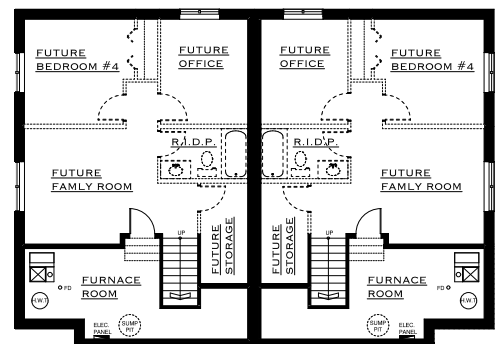 FUTURE
BEDROOM #4
FUTURE
OFFICE
FUTURE
OFFICE
FUTURE
BEDROOM #4
R.I.D.P.
R.I.D.P.
FUTURE
FAMLY ROOM
FUTURE
FAMLY ROOM
FUTURE
STORAGE
FUTURE
STORAGE
UP
UP
FURNACE
ROOM
FURNACE
ROOM
FD
FD
H.W.T
H.W.T
ELEC.
PANEL
SUMP
PIT
SUMP
PIT
ELEC.
PANEL